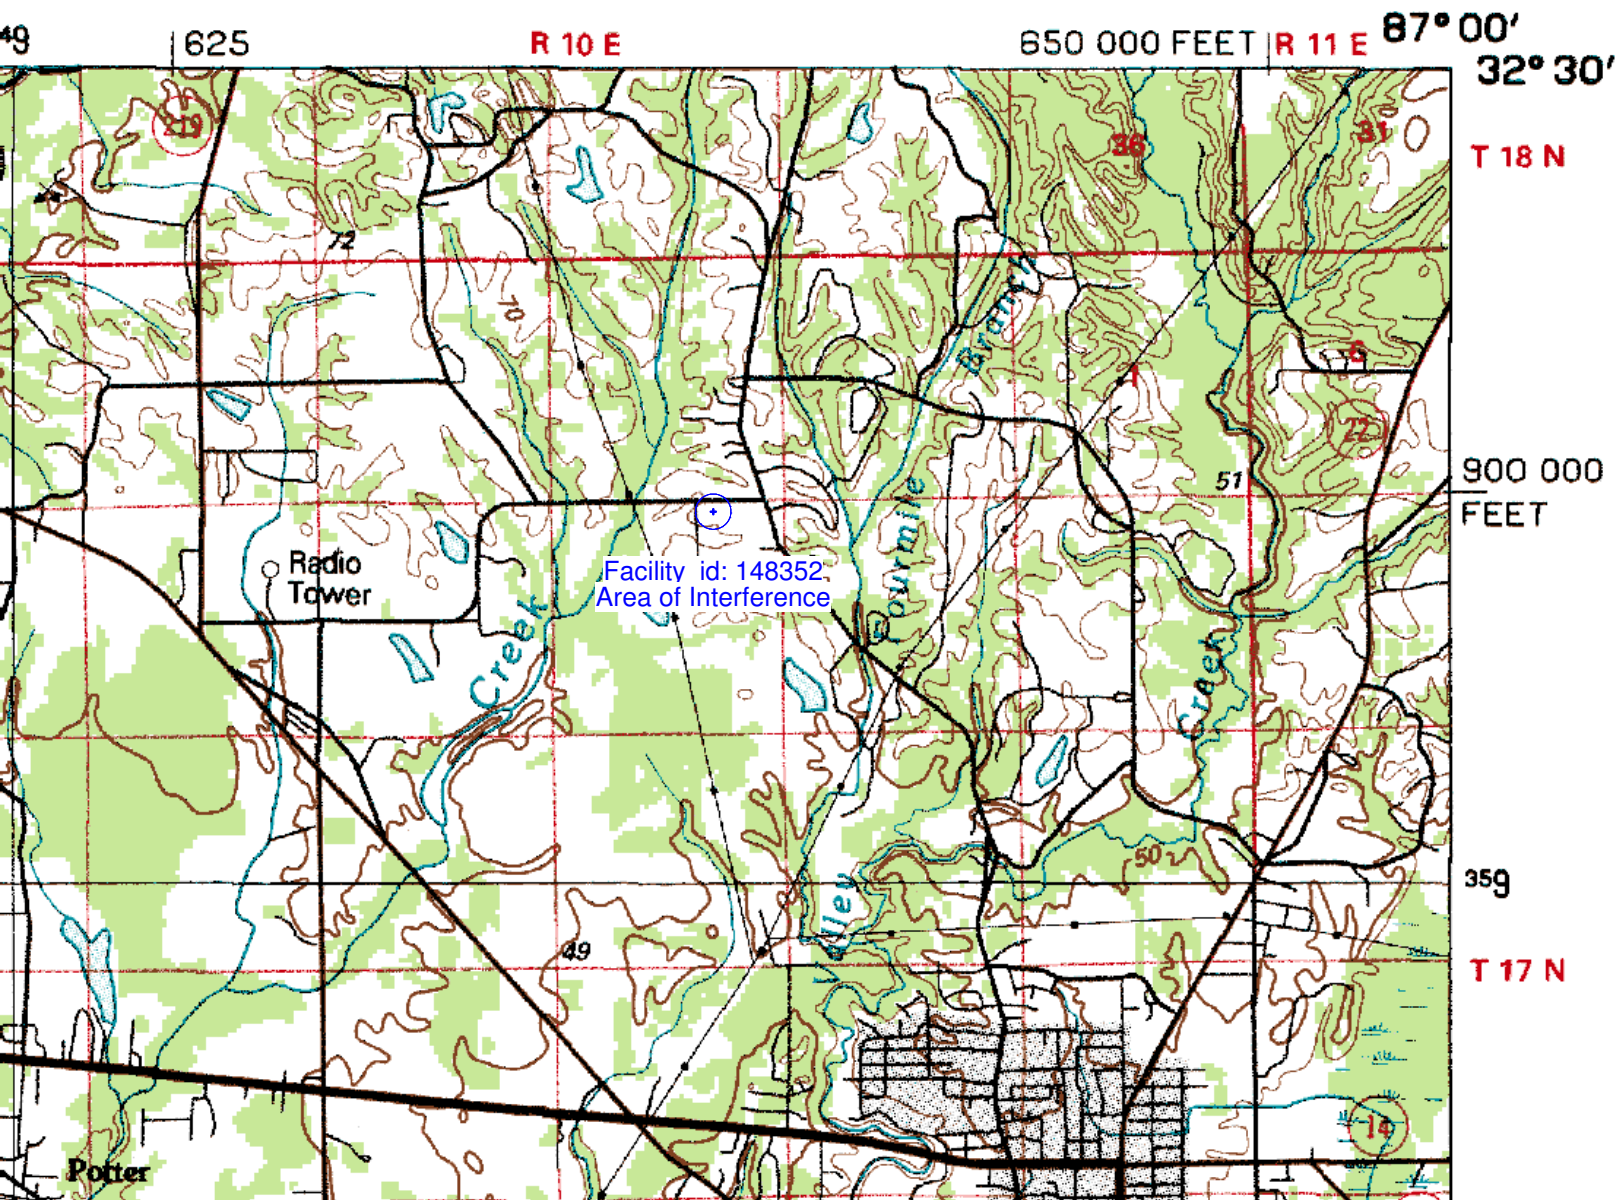 49
625
R 10 E
650 000 FEET
R 11 E
87° 00'
32° 30'
219
36
31
T 18 N
72
70
Branch
6
1
22
51
900 000
FEET
Fourmile
Radio
Tower
Facility id: 148352
Area of Interference
Creek
Creek
502
359
Valley
49
T 17 N
14
Potter